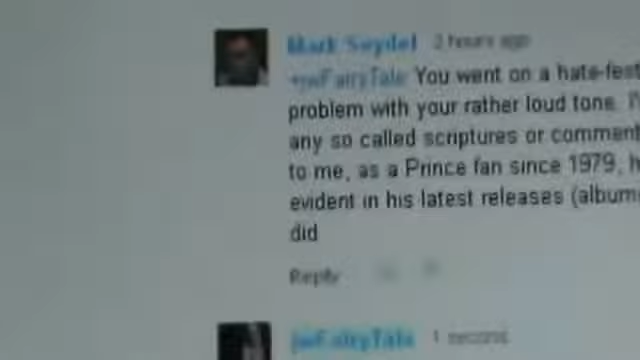 Mark Seydel 2 hours ago
+jwFairyTale You went on a hate-fest
problem with your rather loud tone. I'
any so called scriptures or comment
to me, as a Prince fan since 1979, h
evident in his latest releases (album
did
Reply
jwFairyTale 1 second